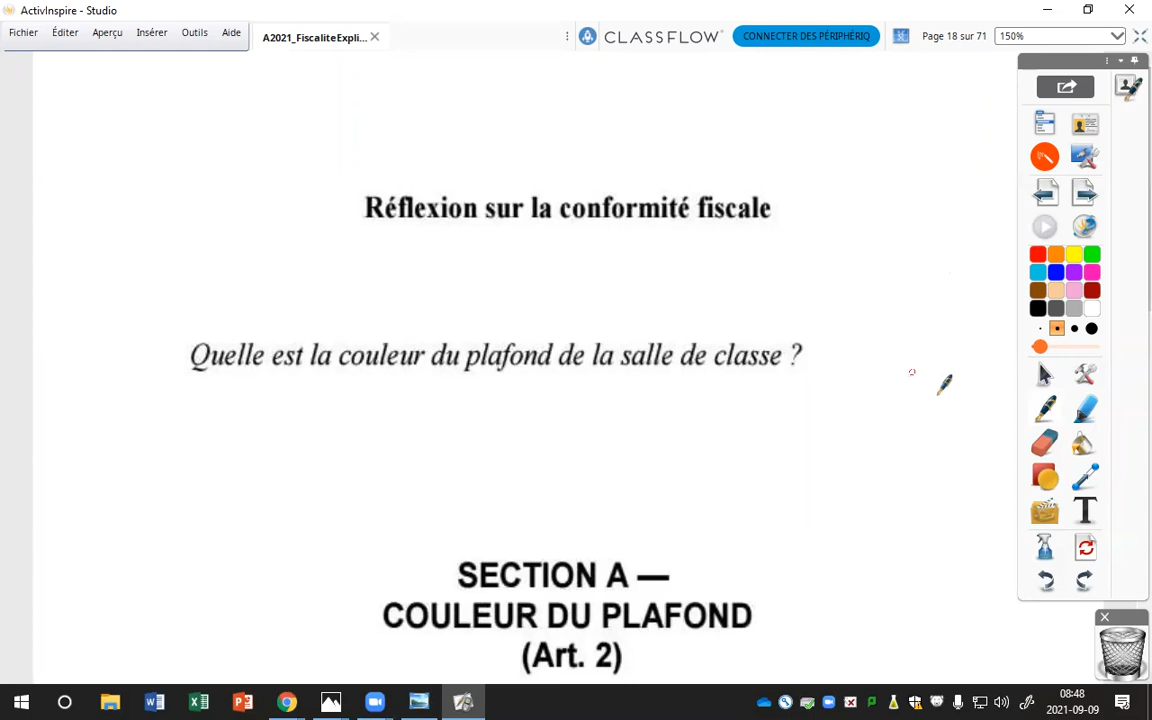 ActivInspire - Studio
Fichier Éditer Aperçu Insérer Outils Aide
A2021_FiscaliteExpli...
CLASSFLOW
CONNECTER DES PÉRIPHÉRIQ
Page 18 sur 71
150%
Réflexion sur la conformité fiscale
Quelle est la couleur du plafond de la salle de classe ?
SECTION A —
COULEUR DU PLAFOND
(Art. 2)
08:48
2021-09-09